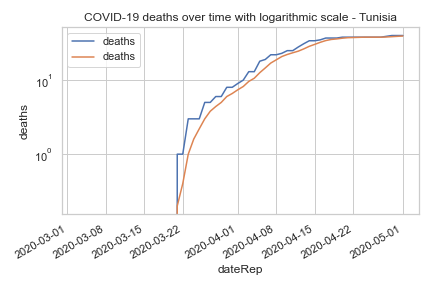 COVID-19 deaths over time with logarithmic scale - Tunisia
deaths
deaths
10¹
10⁰
deaths
2020-03-01
2020-03-08
2020-03-15
2020-03-22
2020-04-01
2020-04-08
2020-04-15
2020-04-22
2020-05-01
dateRep